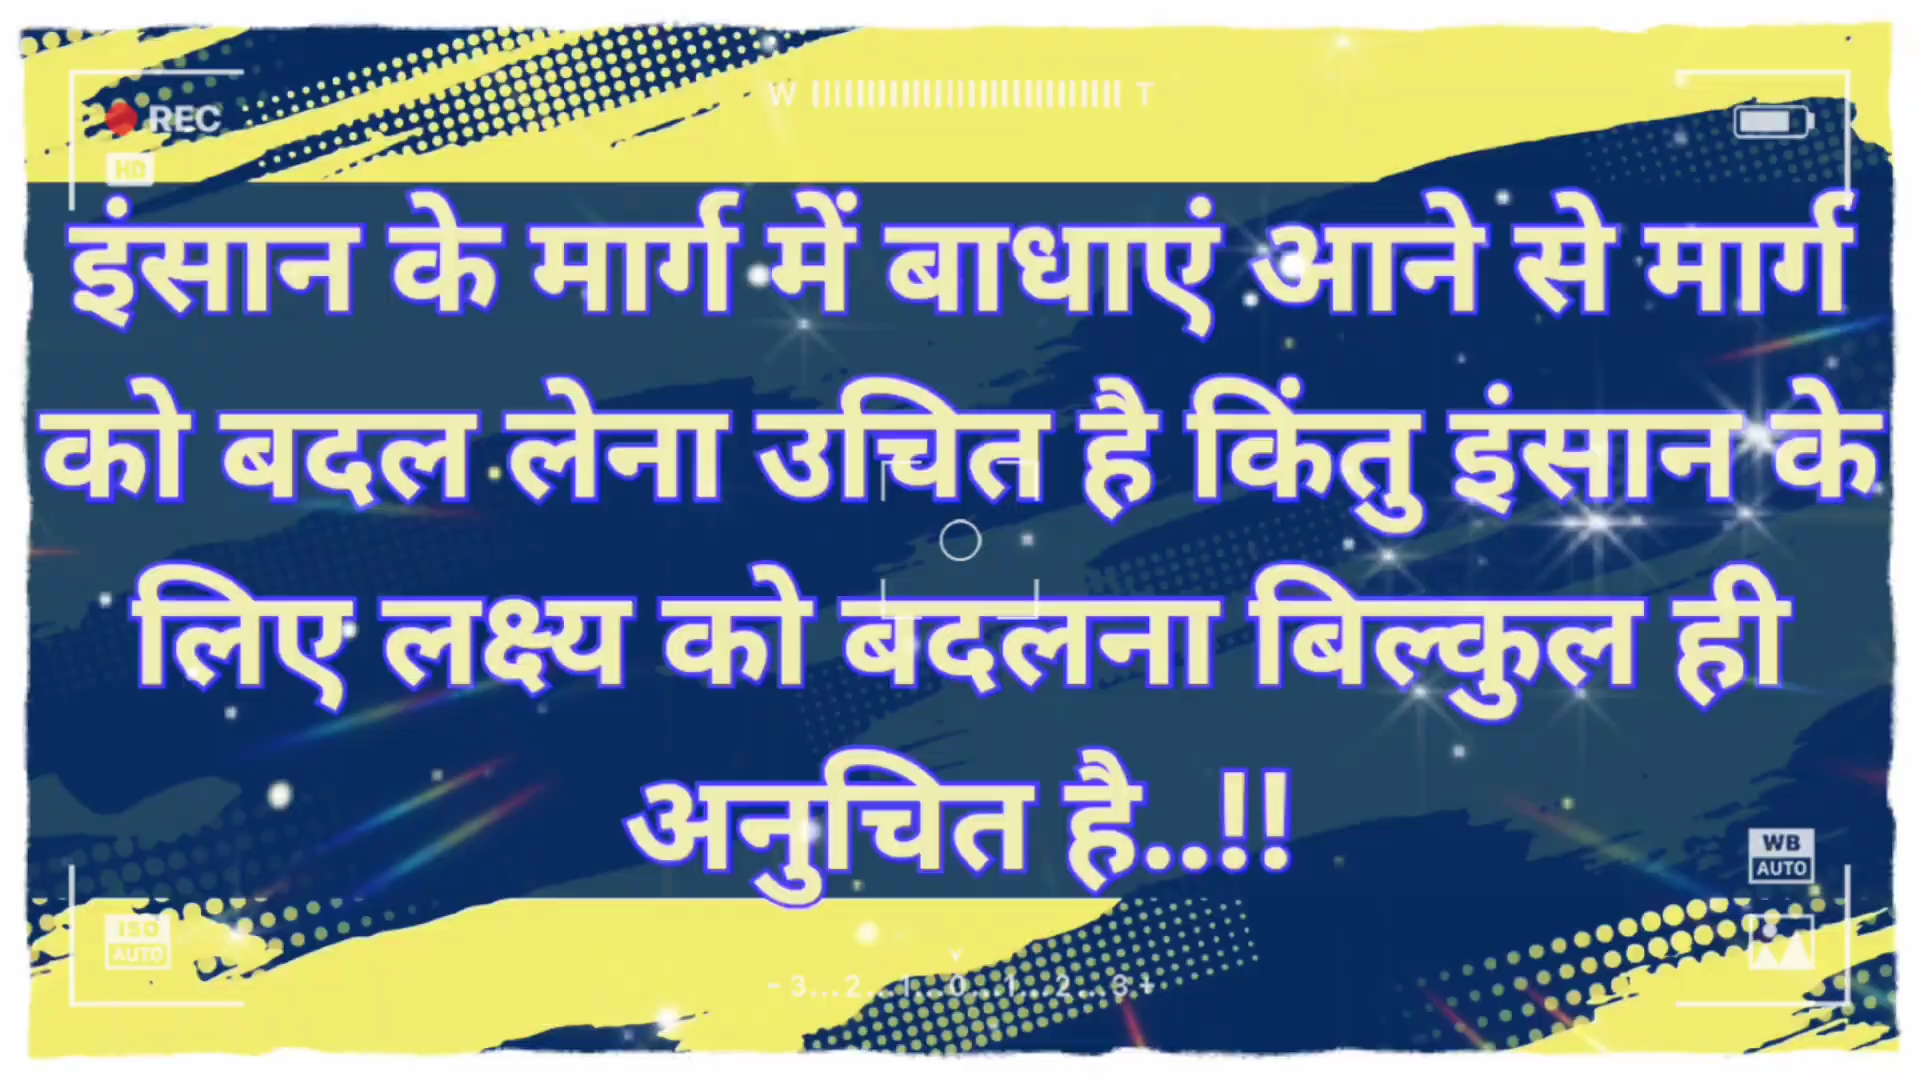 W T
REC
HD
इंसान के मार्ग में बाधाएं आने से मार्ग
को बदल लेना उचित है किंतु इंसान के
लिए लक्ष्य को बदलना बिल्कुल ही
अनुचित है..!!
WB
AUTO
ISO
AUTO
-3...2...1...0...1...2...3+